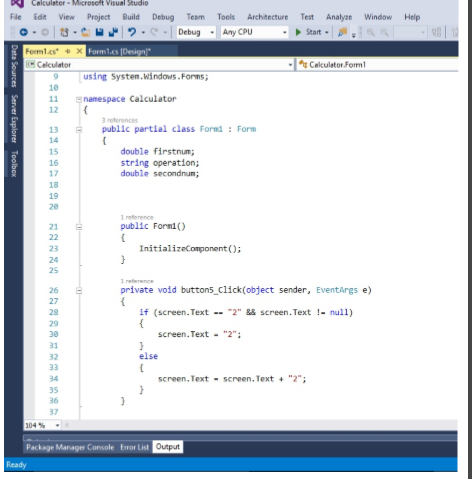 Calculator - Microsoft Visual Studio
File Edit View Project Build Debug Team Tools Architecture Test Analyze Window Help
Debug Any CPU Start
Form1.cs* Form1.cs [Design]*
Data Sources
Server Explorer
Toolbox
C# Calculator Calculator.Form1
9 using System.Windows.Forms;
10
11 namespace Calculator
12 {
3 references
13 public partial class Form1 : Form
14 {
15 double firstnum;
16 string operation;
17 double secondnum;
18
19
20
1 reference
21 public Form1()
22 {
23 InitializeComponent();
24 }
25
1 reference
26 private void button5_Click(object sender, EventArgs e)
27 {
28 if (screen.Text == "2" && screen.Text != null)
29 {
30 screen.Text = "2";
31 }
32 else
33 {
34 screen.Text = screen.Text + "2";
35 }
36 }
37
104 %
Package Manager Console Error List Output
Ready